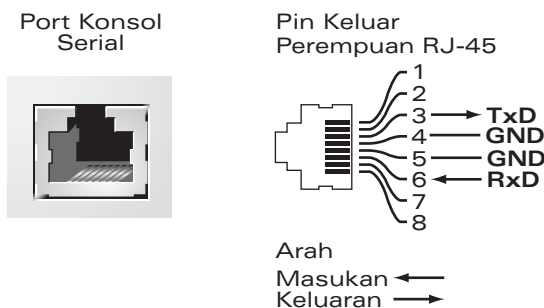 Port Konsol
Serial
Pin Keluar
Perempuan RJ-45
1
2
3 TxD
4 GND
5 GND
6 RxD
7
8
Arah
Masukan
Keluaran